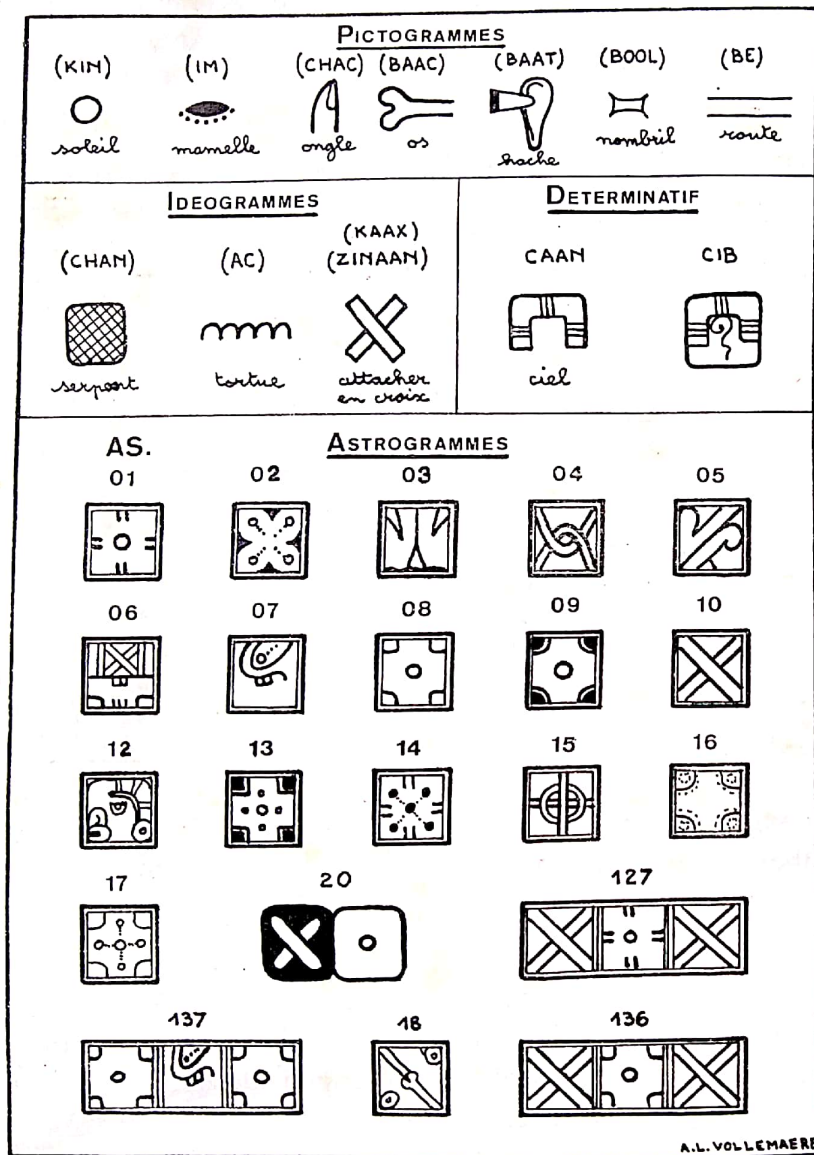 PICTOGRAMMES
(KIN) (IM) (CHAC) (BAAC) (BAAT) (BOOL) (BE)
soleil mamelle ongle os hache nombril route
IDEOGRAMMES
(CHAN) (AC) (KAAX)
(ZINAAN)
serpent tortue attacher
en croix
DETERMINATIF
CAAN CIB
ciel
AS. ASTROGRAMMES
01 02 03 04 05
06 07 08 09 10
12 13 14 15 16
17 20 127
137 18 136
A.L. VOLLEMAERE